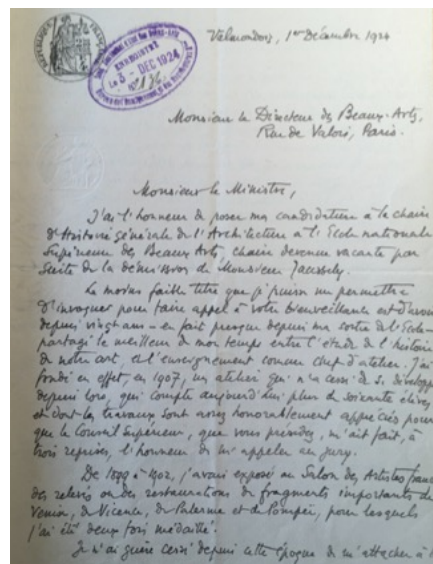 RÉPUBLIQUE FRANÇAISE
ENREGISTRÉ
LE 3 - DEC 1924
N° 186
Valmondois, 1er Décembre 1924
Monsieur le Directeur des Beaux-Arts,
Rue de Valois, Paris.
Monsieur le Ministre,
J'ai l'honneur de poser ma candidature à la chaire
d'Histoire générale de l'Architecture à l'École nationale
Supérieure des Beaux Arts, chaire devenue vacante par
suite de la démission de Monsieur Jaussely.
Le moins faible titre que je puisse me permettre
d'invoquer pour faire appel à votre bienveillance est d'avoir
depuis vingt ans - en fait presque depuis ma sortie de l'École -
partagé le meilleur de mon temps entre l'étude de l'histoire
de notre art, et l'enseignement comme chef d'atelier. J'ai
fondé en effet, en 1907, un atelier qui n'a cessé de se développer
depuis lors, qui compte aujourd'hui plus de soixante élèves
et dont les travaux sont assez honorablement appréciés pour
que le Conseil Supérieur, que vous présidez, m'ait fait, à
trois reprises, l'honneur de m'appeler au jury.
De 1899 à 1902, j'avais exposé au Salon des Artistes
des relevés ou des restaurations de fragments importants de
Venise, de Vicence, de Palerme et de Pompéi, pour lesquels
j'ai été deux fois médaillé.
Je n'ai guère cessé depuis cette époque de m'attacher à